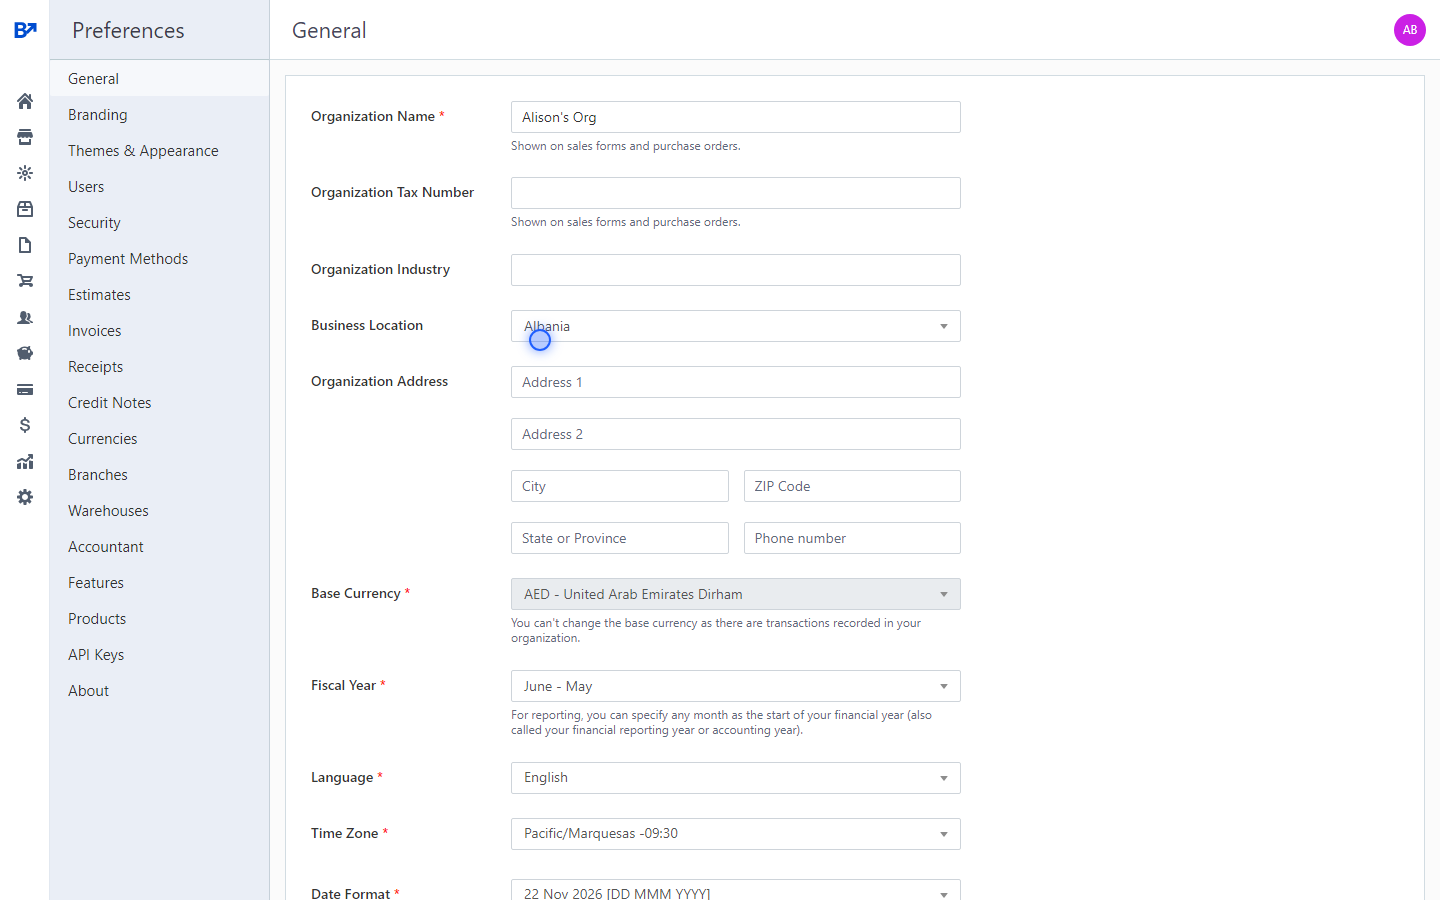 Preferences
General
AB
General
Branding
Themes & Appearance
Users
Security
Payment Methods
Estimates
Invoices
Receipts
Credit Notes
Currencies
Branches
Warehouses
Accountant
Features
Products
API Keys
About
Organization Name *
Alison's Org
Shown on sales forms and purchase orders.
Organization Tax Number
Shown on sales forms and purchase orders.
Organization Industry
Business Location
Albania
Organization Address
Address 1
Address 2
City
ZIP Code
State or Province
Phone number
Base Currency *
AED - United Arab Emirates Dirham
You can't change the base currency as there are transactions recorded in your
organization.
Fiscal Year *
June - May
For reporting, you can specify any month as the start of your financial year (also
called your financial reporting year or accounting year).
Language *
English
Time Zone *
Pacific/Marquesas -09:30
Date Format *
22 Nov 2026 [DD MMM YYYY]